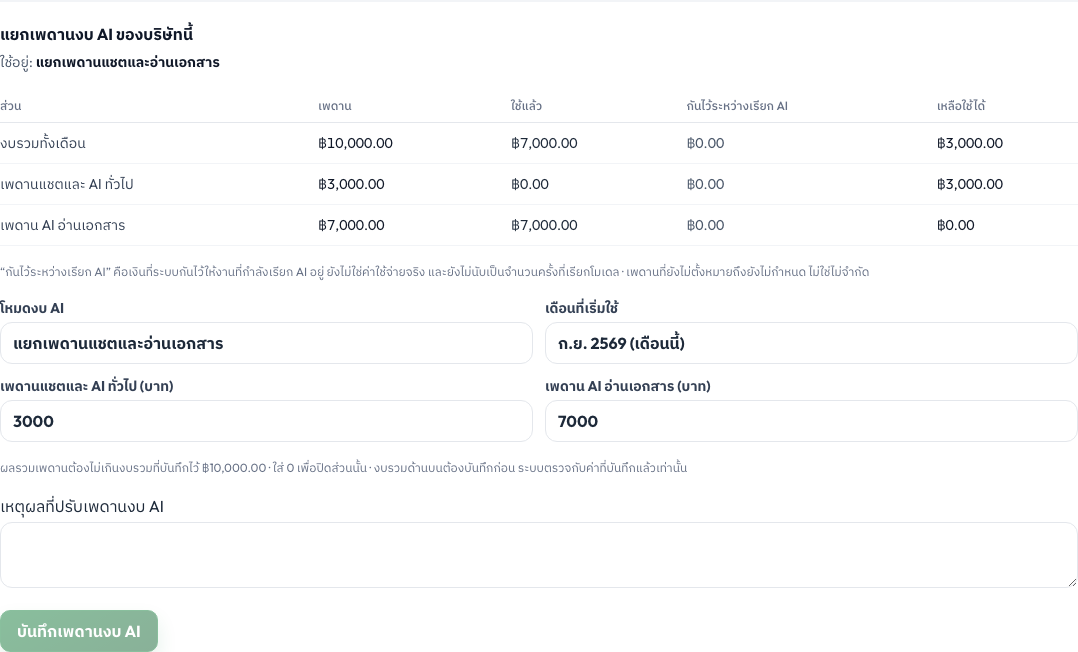 แยกเพดานงบ AI ของบริษัทนี้
ใช้อยู่: แยกเพดานแชตและอ่านเอกสาร
ส่วน เพดาน ใช้แล้ว กันไว้ระหว่างเรียก AI เหลือใช้ได้
งบรวมทั้งเดือน ฿10,000.00 ฿7,000.00 ฿0.00 ฿3,000.00
เพดานแชตและ AI ทั่วไป ฿3,000.00 ฿0.00 ฿0.00 ฿3,000.00
เพดาน AI อ่านเอกสาร ฿7,000.00 ฿7,000.00 ฿0.00 ฿0.00
“กันไว้ระหว่างเรียก AI” คือเงินที่ระบบกันไว้ให้งานที่กำลังเรียก AI อยู่ ยังไม่ใช่ค่าใช้จ่ายจริง และยังไม่นับเป็นจำนวนครั้งที่เรียกโมเดล · เพดานที่ยังไม่ตั้งหมายถึงยังไม่กำหนด ไม่ใช่ไม่จำกัด
โหมดงบ AI เดือนที่เริ่มใช้
แยกเพดานแชตและอ่านเอกสาร ก.ย. 2569 (เดือนนี้)
เพดานแชตและ AI ทั่วไป (บาท) เพดาน AI อ่านเอกสาร (บาท)
3000 7000
ผลรวมเพดานต้องไม่เกินงบรวมที่บันทึกไว้ ฿10,000.00 · ใส่ 0 เพื่อปิดส่วนนั้น · งบรวมด้านบนต้องบันทึกก่อน ระบบตรวจกับค่าที่บันทึกแล้วเท่านั้น
เหตุผลที่ปรับเพดานงบ AI
บันทึกเพดานงบ AI